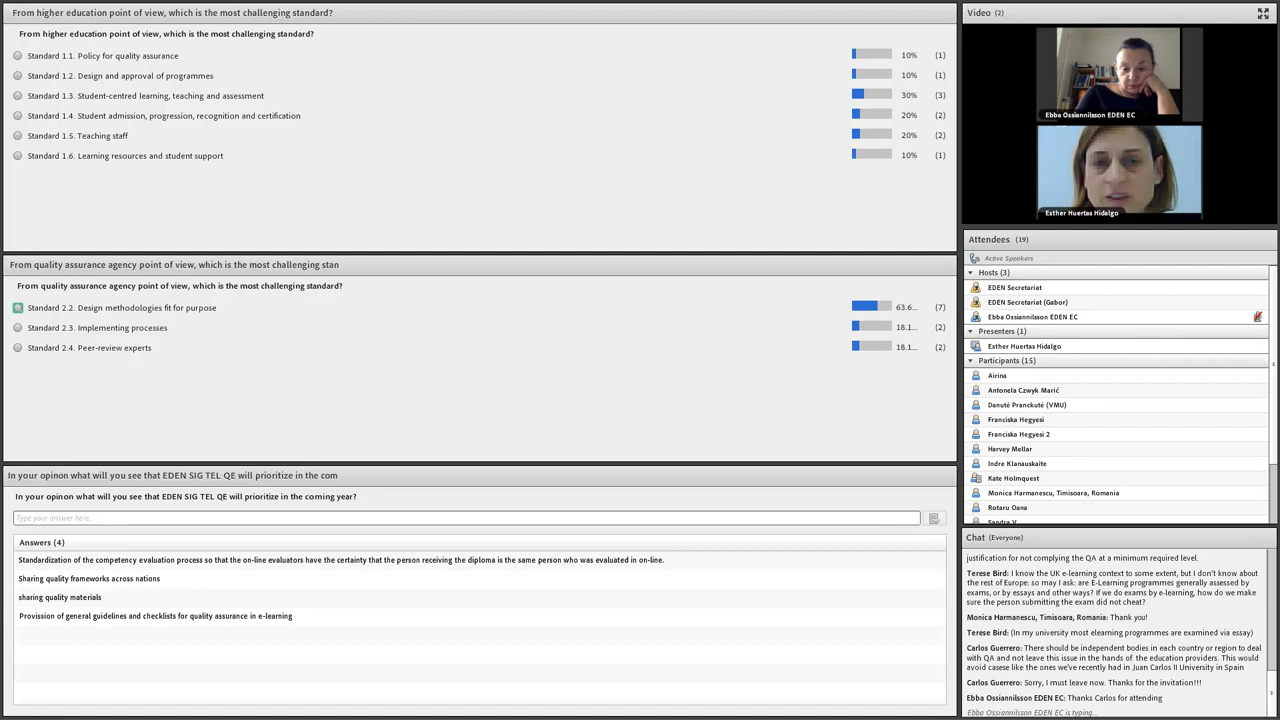 From higher education point of view, which is the most challenging standard?
From higher education point of view, which is the most challenging standard?
Standard 1.1. Policy for quality assurance 10% (1)
Standard 1.2. Design and approval of programmes 10% (1)
Standard 1.3. Student-centred learning, teaching and assessment 30% (3)
Standard 1.4. Student admission, progression, recognition and certification 20% (2)
Standard 1.5. Teaching staff 20% (2)
Standard 1.6. Learning resources and student support 10% (1)
From quality assurance agency point of view, which is the most challenging stan
From quality assurance agency point of view, which is the most challenging standard?
Standard 2.2. Design methodologies fit for purpose 63.6... (7)
Standard 2.3. Implementing processes 18.1... (2)
Standard 2.4. Peer-review experts 18.1... (2)
In your opinon what will you see that EDEN SIG TEL QE will prioritize in the com
In your opinon what will you see that EDEN SIG TEL QE will prioritize in the coming year?
Type your answer here...
Answers (4)
Standardization of the competency evaluation process so that the on-line evaluators have the certainty that the person receiving the diploma is the same person who was evaluated in on-line.
Sharing quality frameworks across nations
sharing quality materials
Provision of general guidelines and checklists for quality assurance in e-learning
Video (2)
Ebba Ossiannilsson EDEN EC
Esther Huertas Hidalgo
Attendees (19)
Active Speakers
Hosts (3)
EDEN Secretariat
EDEN Secretariat (Gabor)
Ebba Ossiannilsson EDEN EC
Presenters (1)
Esther Huertas Hidalgo
Participants (15)
Airina
Antonela Czwyk Marić
Danutė Pranckutė (VMU)
Franciska Hegyesi
Franciska Hegyesi 2
Harvey Mellar
Indre Klanauskaite
Kate Holmquest
Monica Harmanescu, Timisoara, Romania
Rotaru Oana
Sandra V
Chat (Everyone)
justification for not complying the QA at a minimum required level.
Terese Bird: I know the UK e-learning context to some extent, but I don't know about
the rest of Europe: so may I ask: are E-Learning programmes generally assessed by
exams, or by essays and other ways? If we do exams by e-learning, how do we make
sure the person submitting the exam did not cheat?
Monica Harmanescu, Timisoara, Romania: Thank you!
Terese Bird: (In my university most elearning programmes are examined via essay)
Carlos Guerrero: There should be independent bodies in each country or region to deal
with QA and not leave this issue in the hands of the education providers. This would
avoid casese like the ones we've recently had in Juan Carlos II University in Spain
Carlos Guerrero: Sorry, I must leave now. Thanks for the invitation!!!
Ebba Ossiannilsson EDEN EC: Thanks Carlos for attending
Ebba Ossiannilsson EDEN EC is typing...